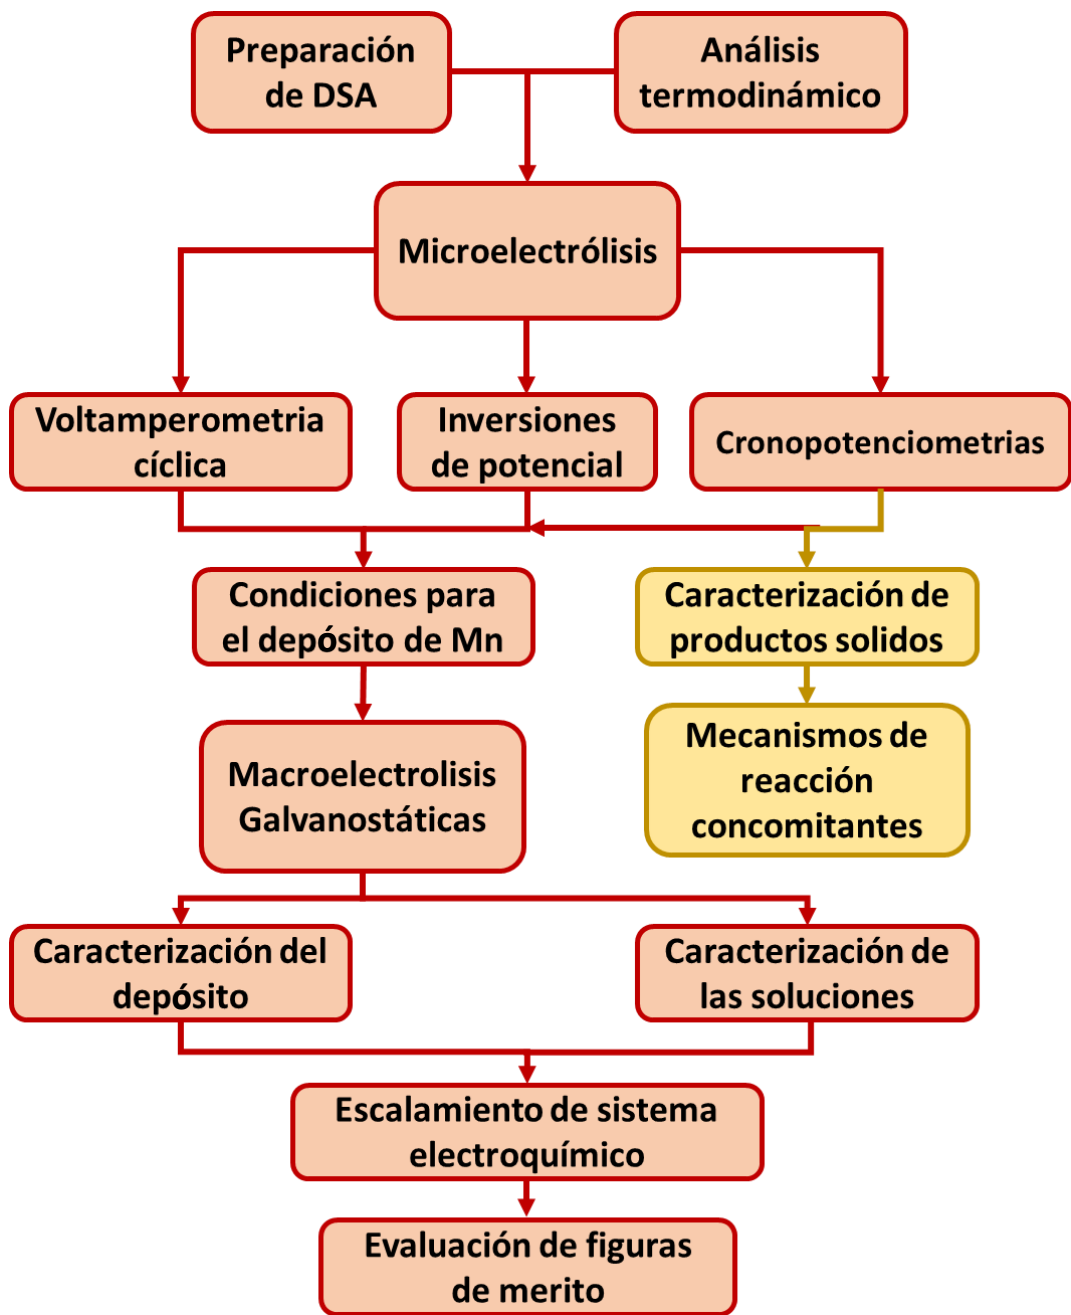 Preparación
de DSA
Análisis
termodinámico
Microelectrólisis
Voltamperometria
cíclica
Inversiones
de potencial
Cronopotenciometrias
Condiciones para
el depósito de Mn
Caracterización de
productos solidos
Macroelectrolisis
Galvanostáticas
Mecanismos de
reacción
concomitantes
Caracterización del
depósito
Caracterización de
las soluciones
Escalamiento de sistema
electroquímico
Evaluación de figuras
de merito